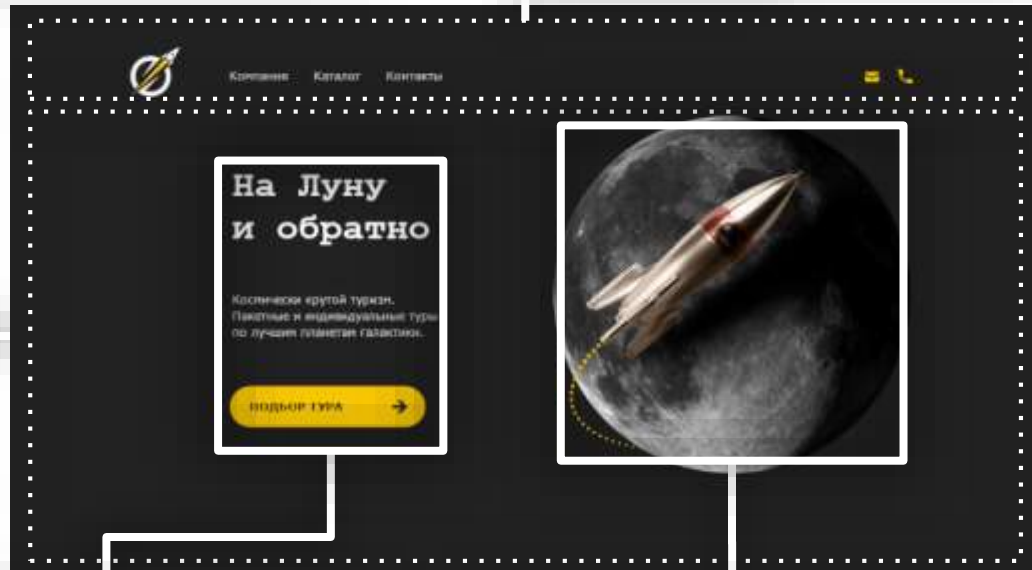 Компания Каталог Контакты
На Луну
и обратно
Космически крутой туризм.
Пакетные и индивидуальные туры
по лучшим планетам галактики.
ПОДБОР ТУРА